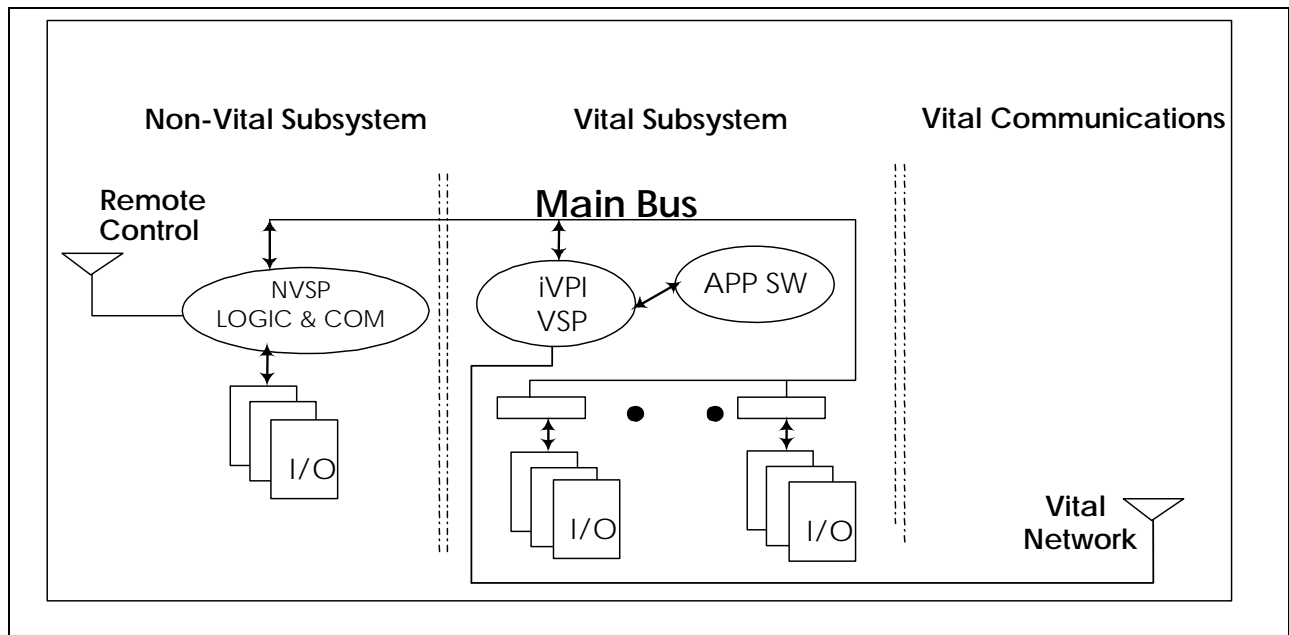 Non-Vital Subsystem
Vital Subsystem
Vital Communications
Remote
Control
Main Bus
NVSP
LOGIC & COM
iVPI
VSP
APP SW
I/O
I/O
I/O
Vital
Network